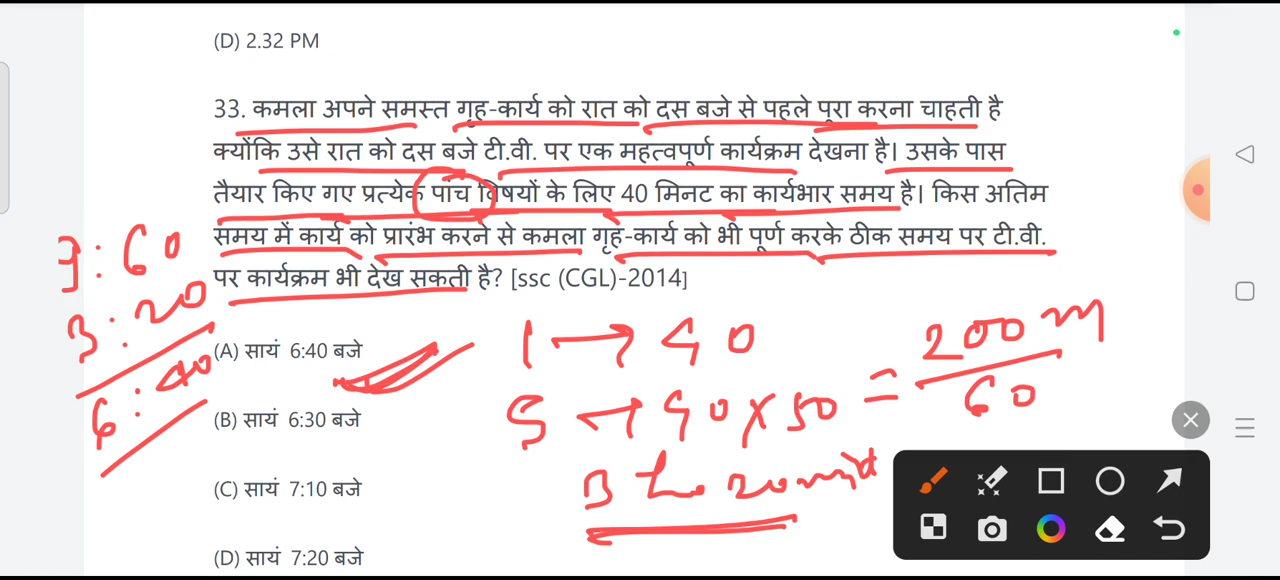 (D) 2.32 PM
33. कमला अपने समस्त गृह-कार्य को रात को दस बजे से पहले पूरा करना चाहती है
क्योंकि उसे रात को दस बजे टी.वी. पर एक महत्वपूर्ण कार्यक्रम देखना है। उसके पास
तैयार किए गए प्रत्येक पांच विषयों के लिए 40 मिनट का कार्यभार समय है। किस अतिम
समय में कार्य को प्रारंभ करने से कमला गृह-कार्य को भी पूर्ण करके ठीक समय पर टी.वी.
पर कार्यक्रम भी देख सकती है? [ssc (CGL)-2014]
9:60
3:20
6:40
(A) सायं 6:40 बजे
(B) सायं 6:30 बजे
(C) सायं 7:10 बजे
(D) सायं 7:20 बजे
1 → 40
5 → 40 x 50 = 200 m
60
3 h 20